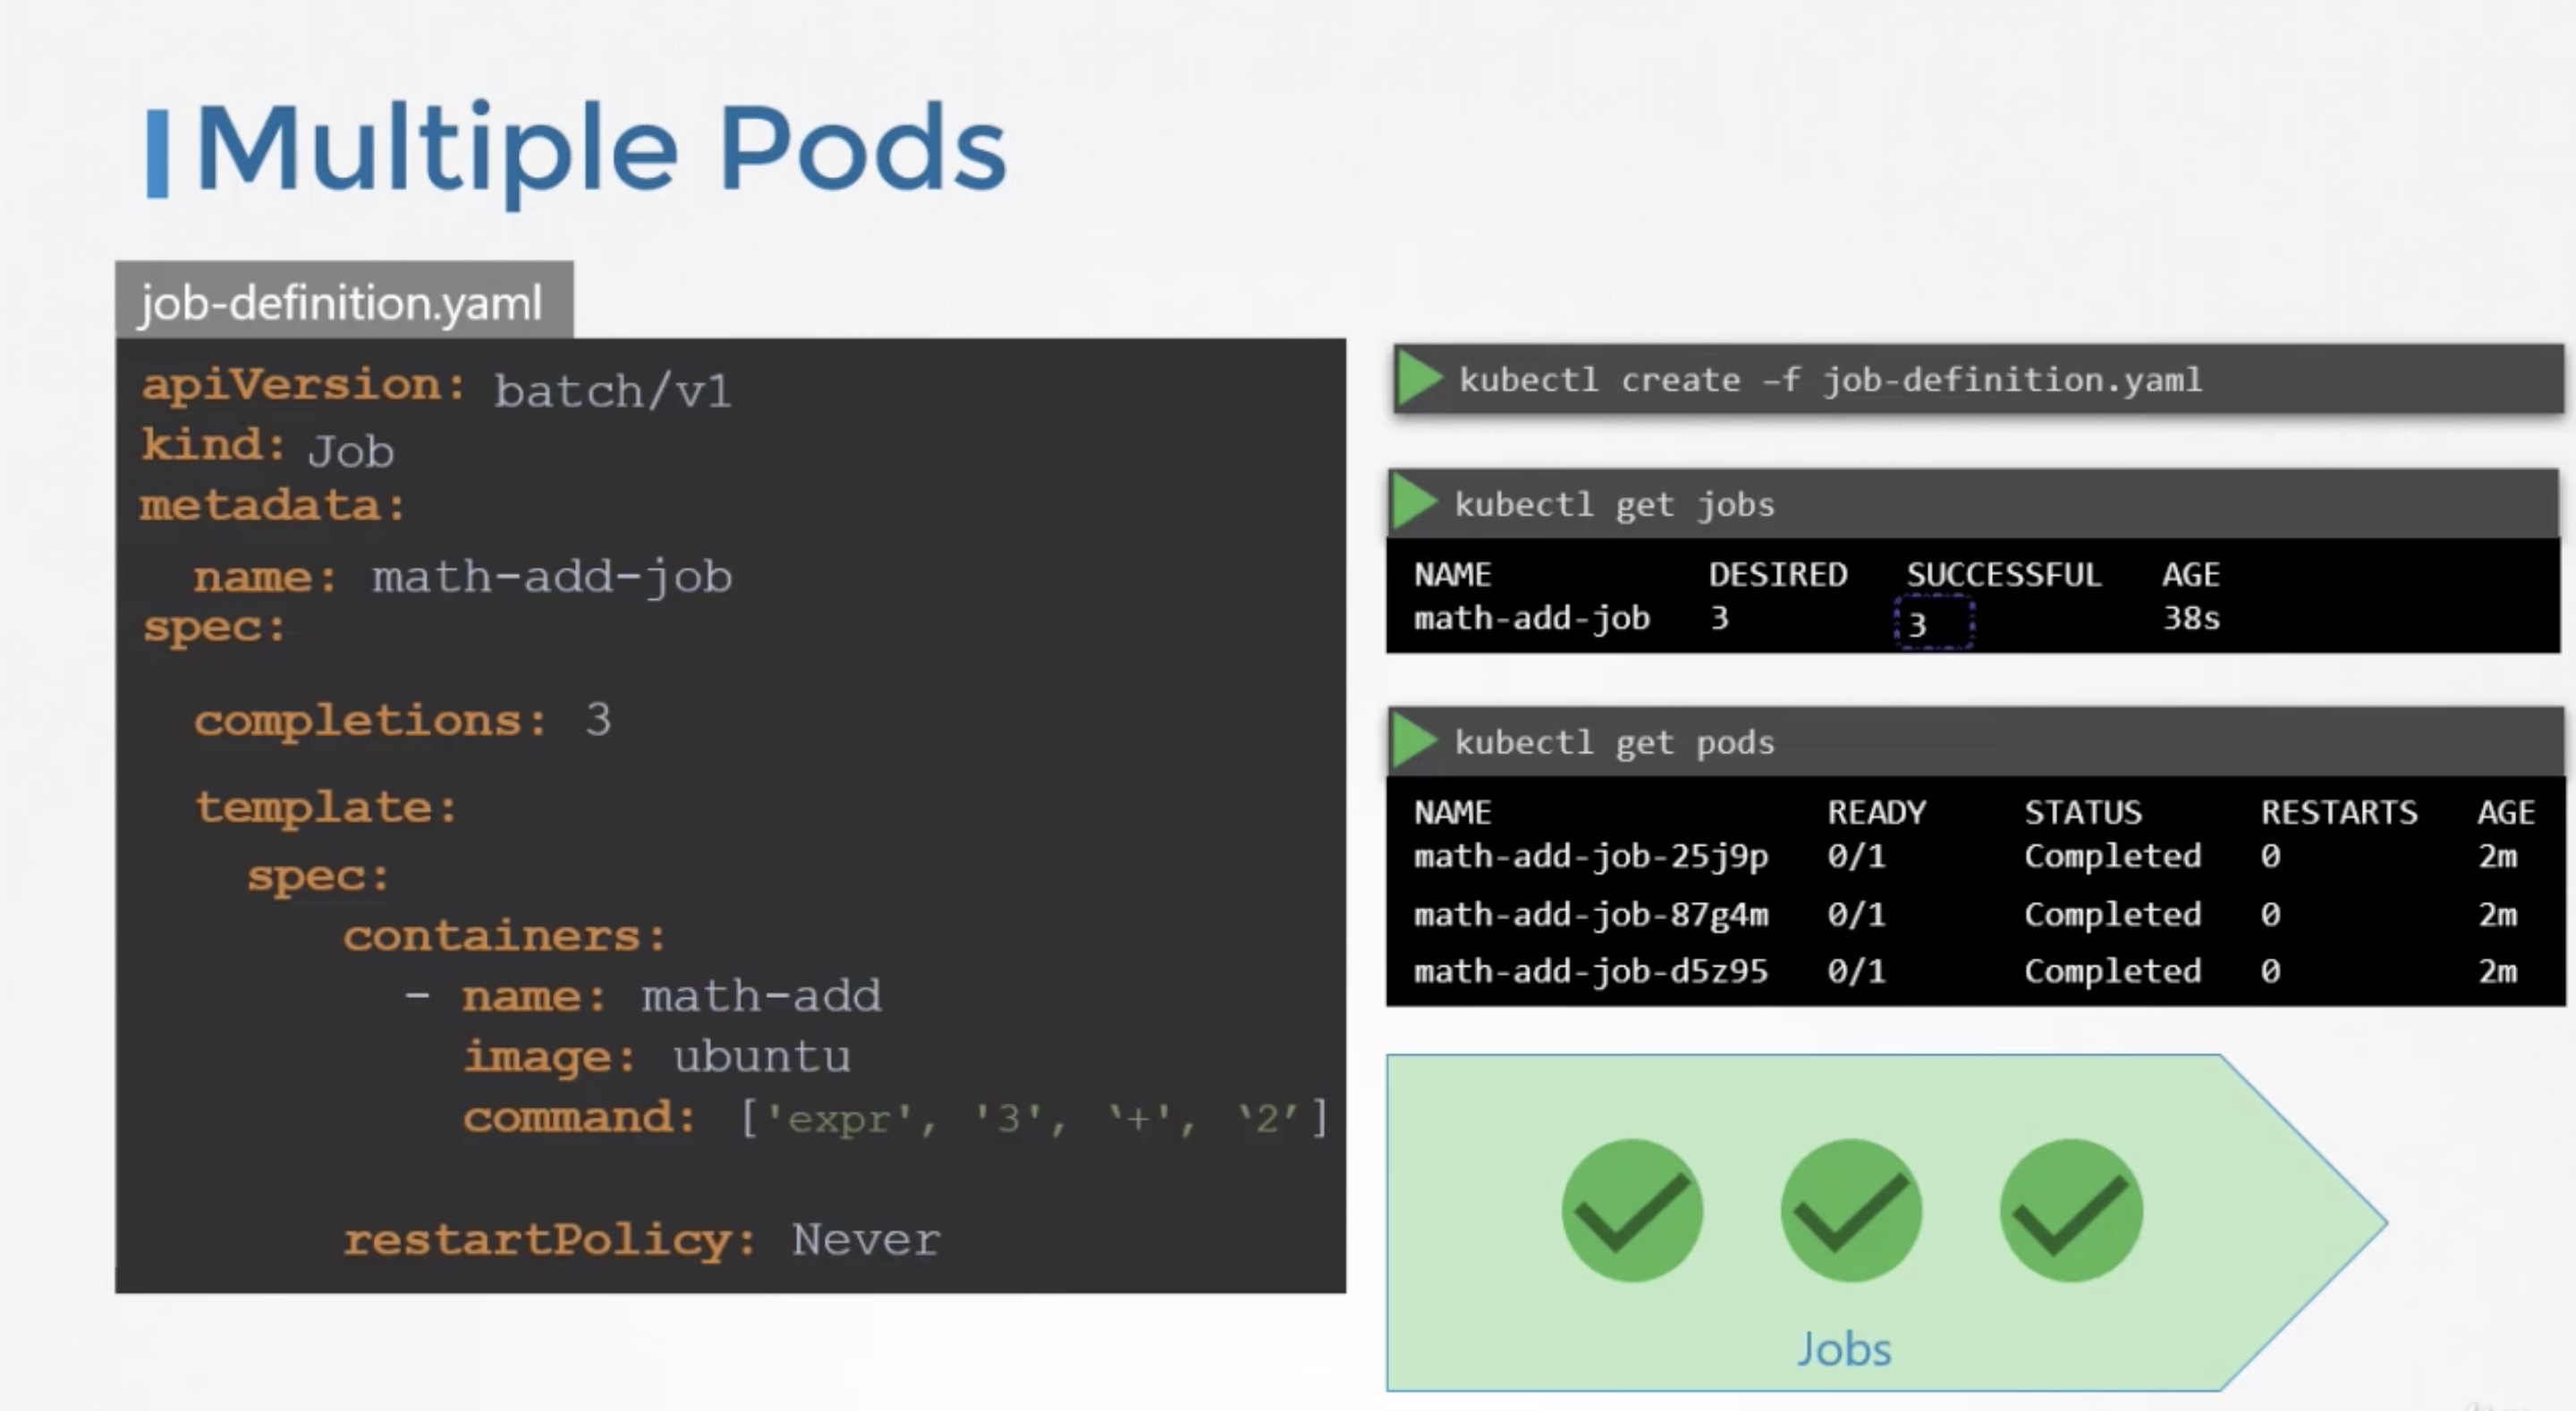 Multiple Pods
job-definition.yaml
apiVersion: batch/v1
kind: Job
metadata:
name: math-add-job
spec:
completions: 3
template:
spec:
containers:
- name: math-add
image: ubuntu
command: ['expr', '3', ‘+', ‘2’]
restartPolicy: Never
kubectl create –f job-definition.yaml
kubectl get jobs
NAME DESIRED SUCCESSFUL AGE
math-add-job 3 3 38s
kubectl get pods
NAME READY STATUS RESTARTS AGE
math-add-job-25j9p 0/1 Completed 0 2m
math-add-job-87g4m 0/1 Completed 0 2m
math-add-job-d5z95 0/1 Completed 0 2m
Jobs